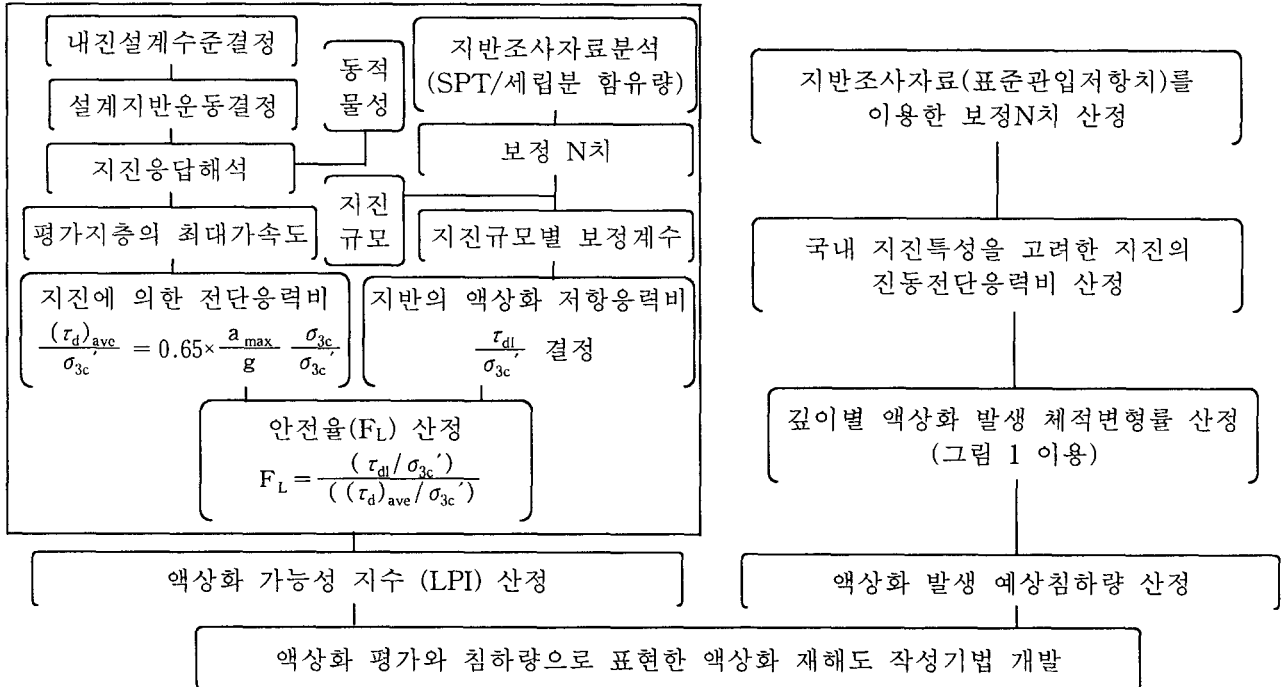 내진설계수준결정
설계지반운동결정
지진응답해석
평가지층의 최대가속도
지진에 의한 전단응력비
(τd)ave / σ3c′ = 0.65× a max / g σ3c / σ3c′
동적
물성
지진
규모
지반조사자료분석
(SPT/세립분 함유량)
보정 N치
지진규모별 보정계수
지반의 액상화 저항응력비
τdl / σ3c′ 결정
안전율(FL) 산정
FL = (τdl/σ3c′) / ((τd)ave/σ3c′)
액상화 가능성 지수 (LPI) 산정
지반조사자료(표준관입저항치)를
이용한 보정N치 산정
국내 지진특성을 고려한 지진의
진동전단응력비 산정
깊이별 액상화 발생 체적변형률 산정
(그림 1 이용)
액상화 발생 예상침하량 산정
액상화 평가와 침하량으로 표현한 액상화 재해도 작성기법 개발